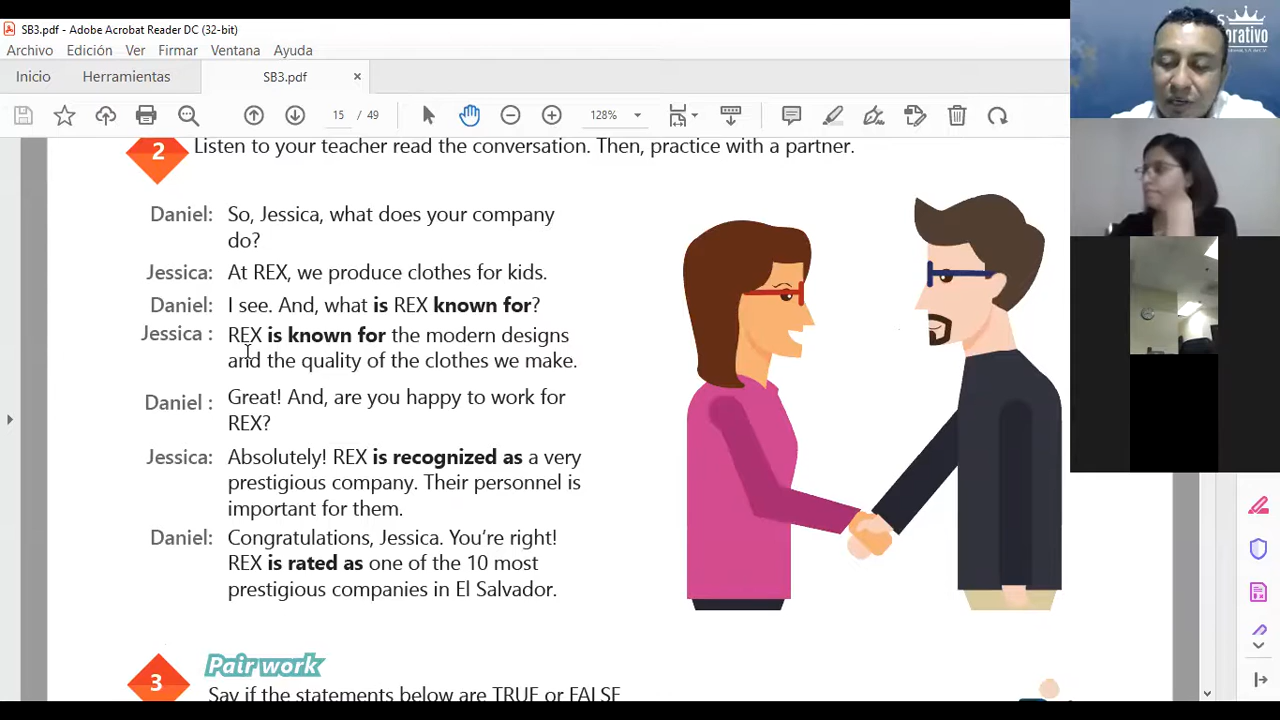 SB3.pdf - Adobe Acrobat Reader DC (32-bit)
Archivo Edición Ver Firmar Ventana Ayuda
Inicio Herramientas SB3.pdf ×
15 / 49 128%
2 Listen to your teacher read the conversation. Then, practice with a partner.
Daniel: So, Jessica, what does your company
do?
Jessica: At REX, we produce clothes for kids.
Daniel: I see. And, what is REX known for?
Jessica : REX is known for the modern designs
and the quality of the clothes we make.
Daniel : Great! And, are you happy to work for
REX?
Jessica: Absolutely! REX is recognized as a very
prestigious company. Their personnel is
important for them.
Daniel: Congratulations, Jessica. You're right!
REX is rated as one of the 10 most
prestigious companies in El Salvador.
Pair work
3 Say if the statements below are TRUE or FALSE